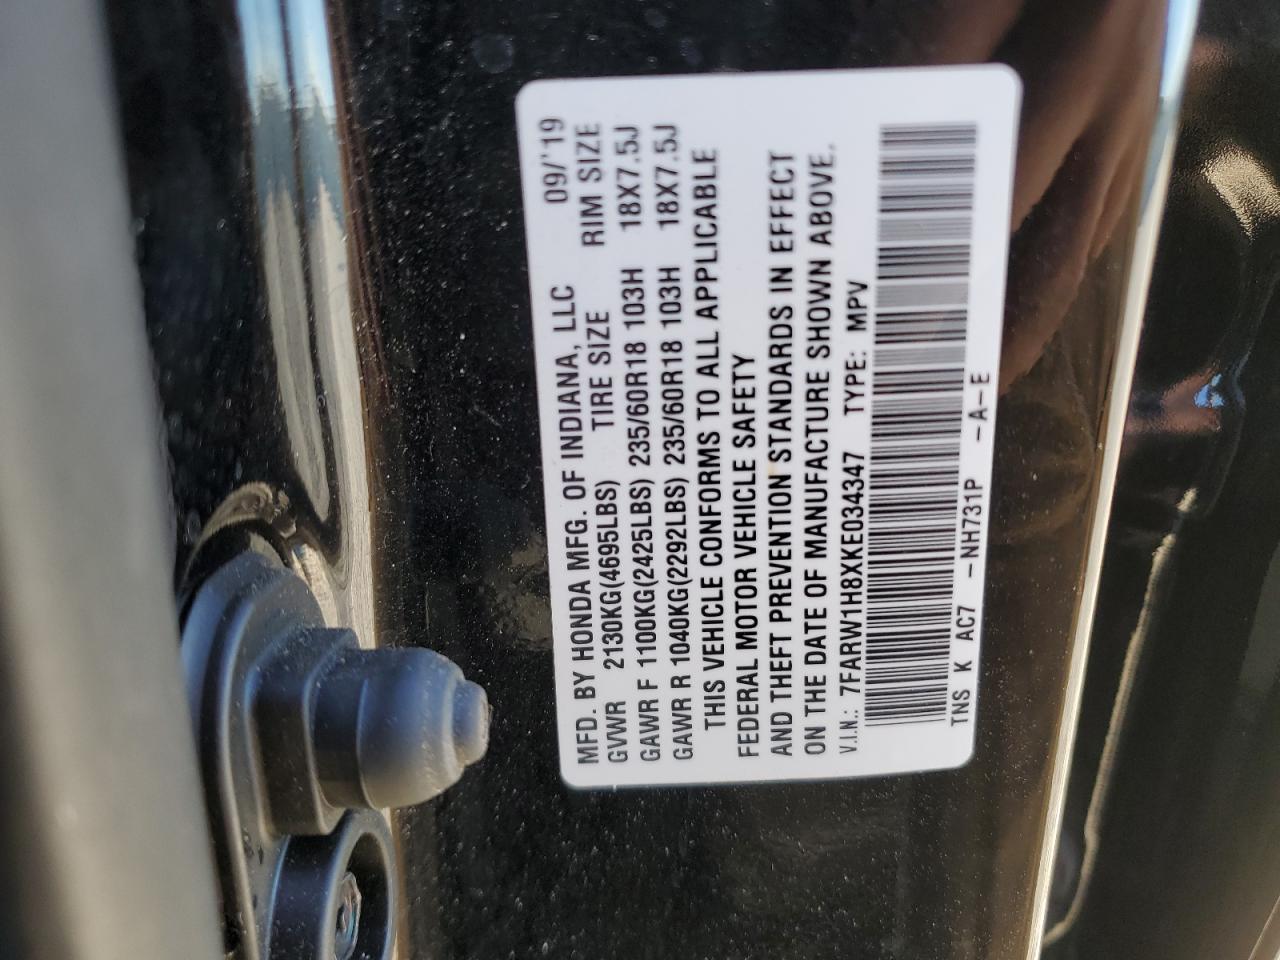 MFD. BY HONDA MFG. OF INDIANA, LLC 09/'19
GVWR 2130KG(4695LBS) TIRE SIZE RIM SIZE
GAWR F 1100KG(2425LBS) 235/60R18 103H 18X7.5J
GAWR R 1040KG(2292LBS) 235/60R18 103H 18X7.5J
THIS VEHICLE CONFORMS TO ALL APPLICABLE
FEDERAL MOTOR VEHICLE SAFETY
AND THEFT PREVENTION STANDARDS IN EFFECT
ON THE DATE OF MANUFACTURE SHOWN ABOVE.
V.I.N.: 7FARW1H8XKE034347 TYPE: MPV
TNS K AC7 -NH731P -A-E